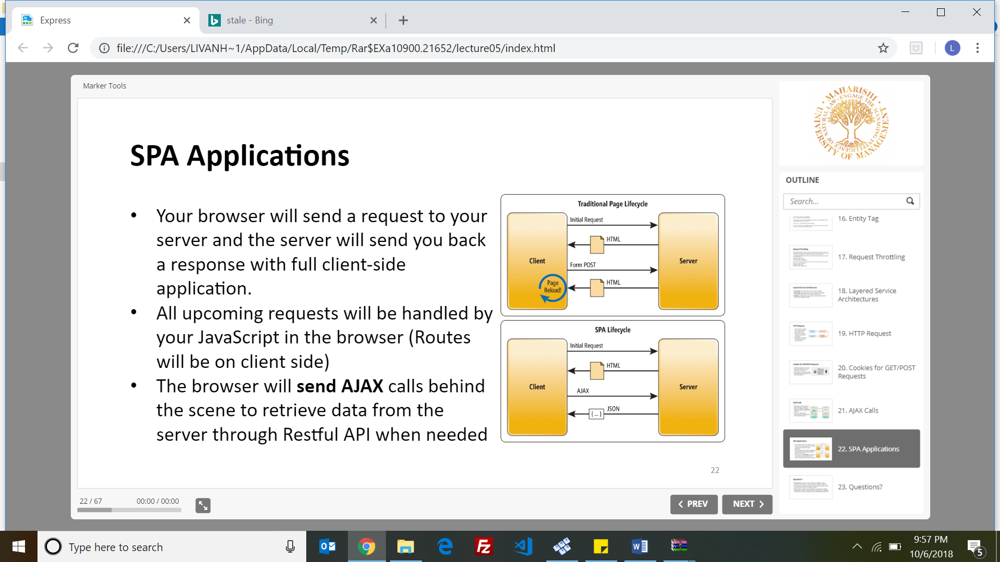 Express
stale - Bing
file:///C:/Users/LIVANH~1/AppData/Local/Temp/Rar$EXa10900.21652/lecture05/index.html
L
Marker Tools
SPA Applications
• Your browser will send a request to your
server and the server will send you back
a response with full client-side
application.
• All upcoming requests will be handled by
your JavaScript in the browser (Routes
will be on client side)
• The browser will send AJAX calls behind
the scene to retrieve data from the
server through Restful API when needed
Traditional Page Lifecycle
Initial Request
HTML
Client
Server
Form POST
HTML
Page
Reload!
SPA Lifecycle
Initial Request
HTML
Client
Server
AJAX
JSON
{ ... }
22
22 / 67
00:00 / 00:00
PREV
NEXT
MAHARISHI
UNIVERSITY OF MANAGEMENT
ENGAGE THE MANAGING
INTELLIGENCE OF NATURAL LAW
OUTLINE
Search...
16. Entity Tag
17. Request Throttling
18. Layered Service
Architectures
19. HTTP Request
20. Cookies for GET/POST
Requests
21. AJAX Calls
22. SPA Applications
23. Questions?
Type here to search
9:57 PM
10/6/2018
5